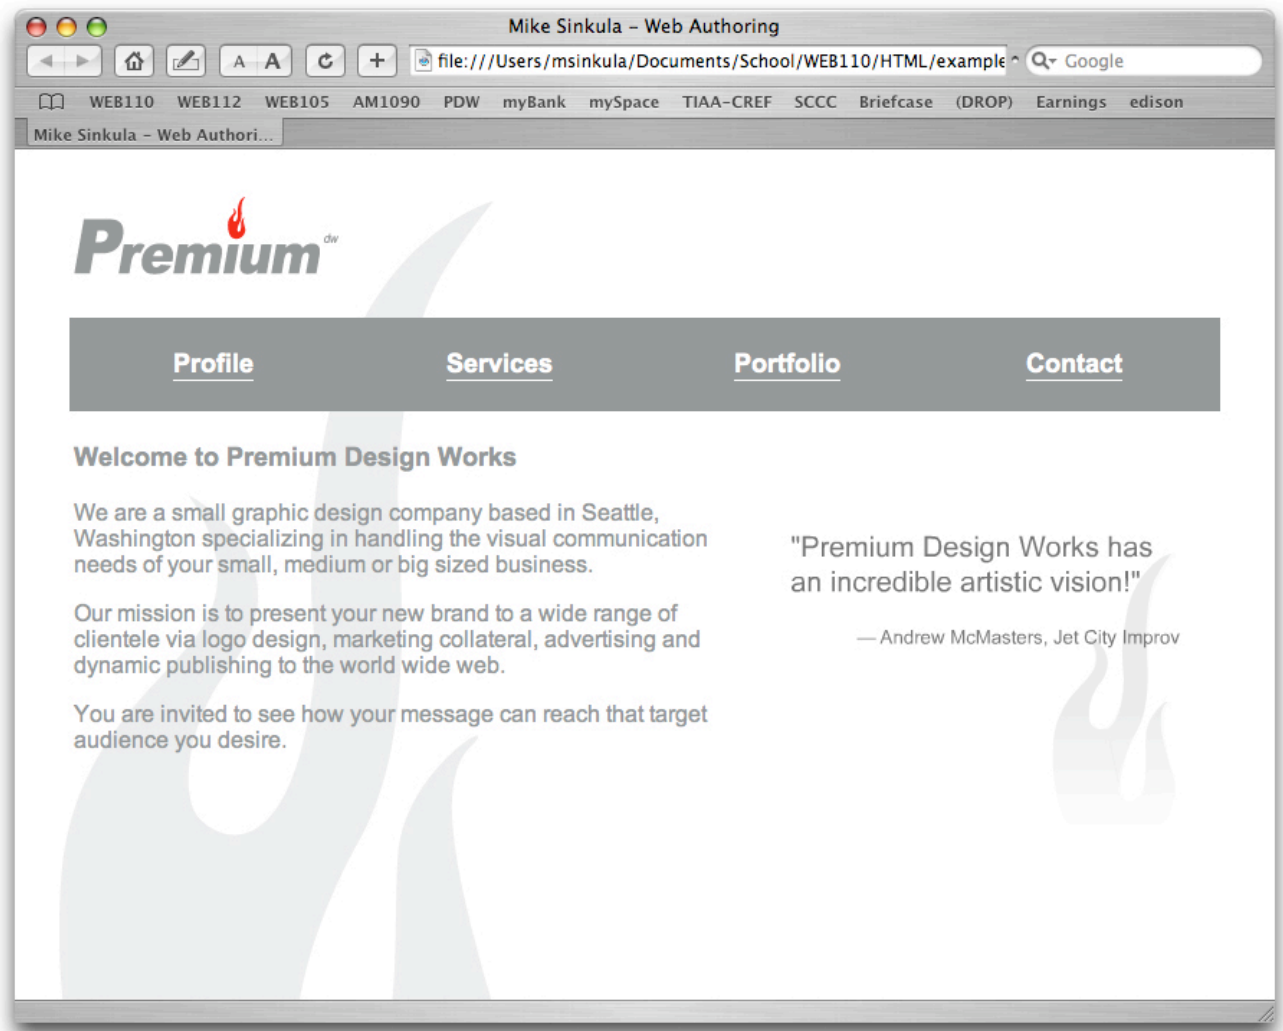 Mike Sinkula – Web Authoring
A A
file:///Users/msinkula/Documents/School/WEB110/HTML/example
Google
WEB110 WEB112 WEB105 AM1090 PDW myBank mySpace TIAA-CREF SCCC Briefcase (DROP) Earnings edison
Mike Sinkula – Web Authori...
Premium dw
Profile Services Portfolio Contact
Welcome to Premium Design Works
We are a small graphic design company based in Seattle,
Washington specializing in handling the visual communication
needs of your small, medium or big sized business.
Our mission is to present your new brand to a wide range of
clientele via logo design, marketing collateral, advertising and
dynamic publishing to the world wide web.
You are invited to see how your message can reach that target
audience you desire.
"Premium Design Works has
an incredible artistic vision!"
— Andrew McMasters, Jet City Improv